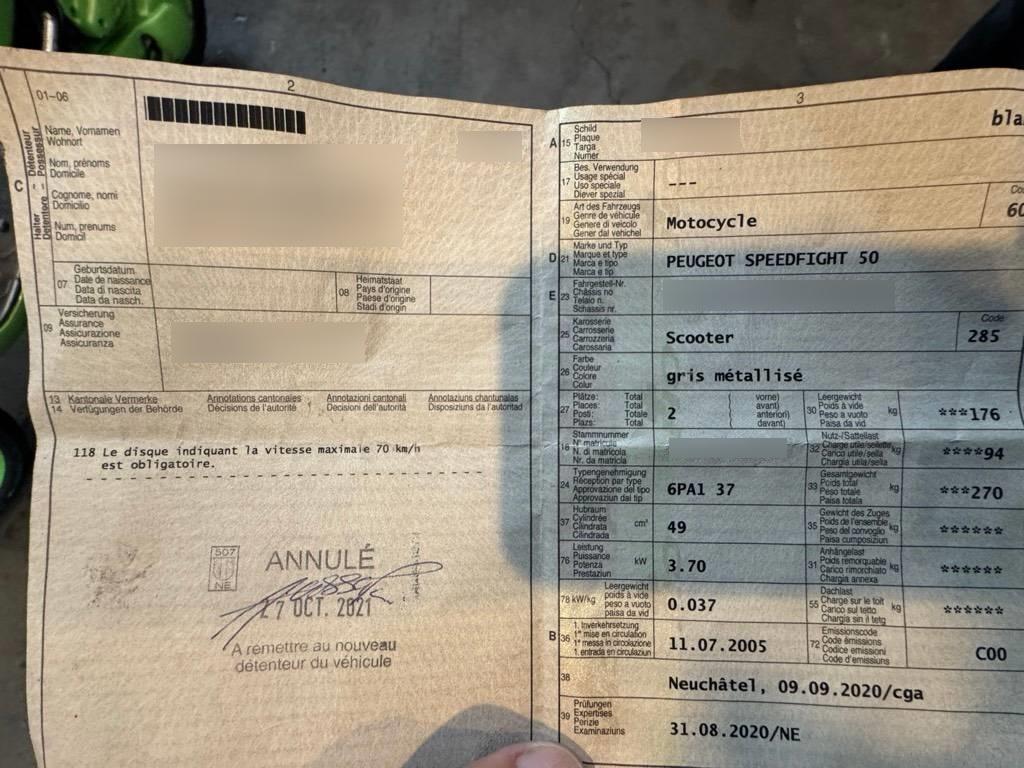 2
01-06
Name, Vornamen
Wohnort
Nom, prénoms
Domicile
Cognome, nomi
Domicilio
Num, prenums
Domicil
C
Halter – Détenteur
Detentore – Possessur
Geburtsdatum
07 Date de naissance
Data di nascita
Data da nasch.
08
Heimatstaat
Pays d'origine
Paese d'origine
Stadi d'origin
09
Versicherung
Assurance
Assicurazione
Assicuranza
13 Kantonale Vermerke Annotations cantonales Annotazioni cantonali Annotaziuns chantunalas
14 Verfügungen der Behörde Décisions de l'autorité Decisioni dell'autorità Disposiziuns da l'autoritad
118 Le disque indiquant la vitesse maximale 70 km/h
est obligatoire.
507
NE
ANNULÉ
27 OCT. 2021
A remettre au nouveau
détenteur du véhicule
3
A 15
Schild
Plaque
Targa
Numer
bla
17
Bes. Verwendung
Usage spécial
Uso speciale
Diever spezial
---
19
Art des Fahrzeugs
Genre de véhicule
Genere di veicolo
Gener dal vehichel
Motocycle
Co
60
D 21
Marke und Typ
Marque et type
Marca e tipo
Marca e tip
PEUGEOT SPEEDFIGHT 50
E 23
Fahrgestell-Nr.
Châssis no
Telaio n.
Schassis nr.
25
Karosserie
Carrosserie
Carrozzeria
Carossaria
Scooter
Code
285
26
Farbe
Couleur
Colore
Colur
gris métallisé
27
Plätze: Total
Places: Total
Posti: Totale
Plazs: Total
2
vorne)
avant)
anteriori)
davant)
30
Leergewicht
Poids à vide
Peso a vuoto
Paisa da vid
kg
***176
18
Stammnummer
N° matricule
N. di matricola
Nr. da matricla
32
Nutz-/Sattellast
Charge utile/sellette
Carico utile/sella
Chargia utila/sella
kg
****94
24
Typengenehmigung
Réception par type
Approvazione del tipo
Approvaziun dal tip
6PA1 37
33
Gesamtgewicht
Poids total
Peso totale
Paisa totala
kg
***270
37
Hubraum
Cylindrée
Cilindrata
Cilindrada
cm³
49
35
Gewicht des Zuges
Poids de l'ensemble
Peso del convoglio
Paisa cumposiziun
kg
******
76
Leistung
Puissance
Potenza
Prestaziun
kW
3.70
31
Anhängelast
Poids remorquable
Carico rimorchiato
Chargia annexa
kg
******
78 kW/kg
Leergewicht
poids à vide
peso a vuoto
paisa da vid
0.037
55
Dachlast
Charge sur le toit
Carico sul tetto
Chargia sin il tetg
kg
******
B 36
1. Inverkehrsetzung
1re mise en circulation
1a messa in circolazione
1. entrada en circulaziun
11.07.2005
72
Emissionscode
Code émissions
Codice emissioni
Code d'emissiuns
C00
38
Neuchâtel, 09.09.2020/cga
39
Prüfungen
Expertises
Perizie
Examinaziuns
31.08.2020/NE